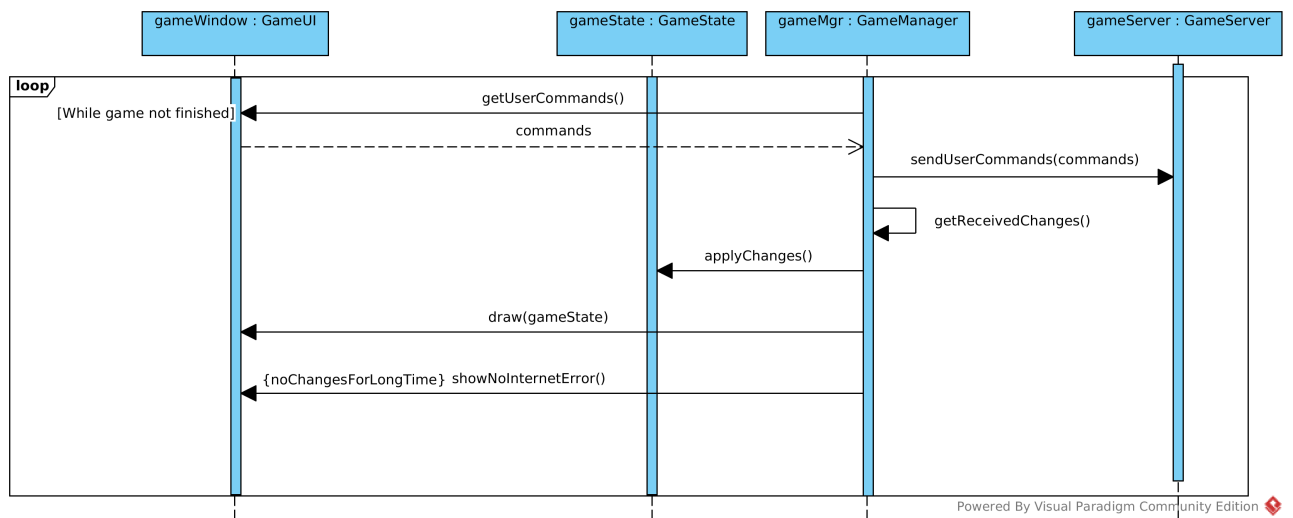 gameWindow : GameUI
gameState : GameState
gameMgr : GameManager
gameServer : GameServer
loop
[While game not finished]
getUserCommands()
commands
sendUserCommands(commands)
getReceivedChanges()
applyChanges()
draw(gameState)
{noChangesForLongTime} showNoInternetError()
Powered By Visual Paradigm Community Edition